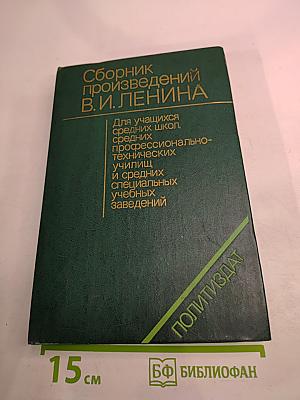 Сборник
произведений
В.И.ЛЕНИНА
Для учащихся
средних школ,
средних
профессионально-
технических
училищ
и средних
специальных
учебных
заведений
ПОЛИТИЗДАТ
15 см
БФ БИБЛИОФАН